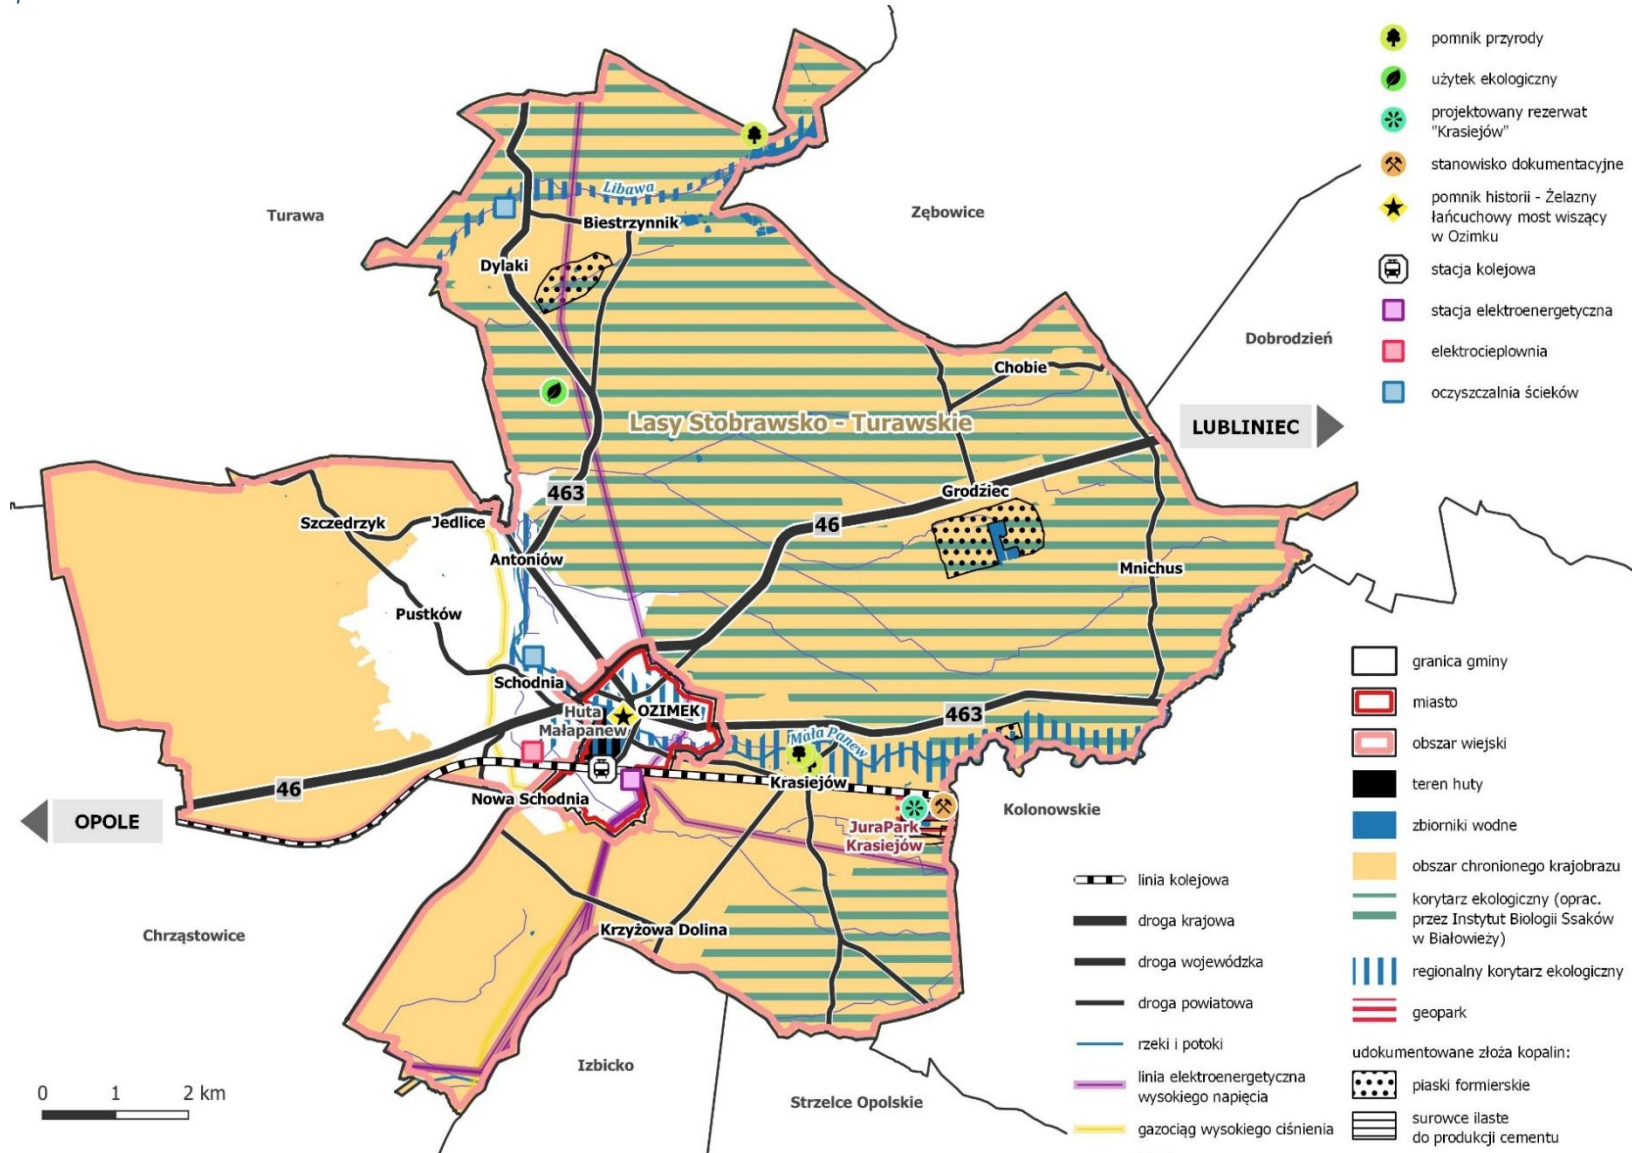 pomnik przyrody
użytek ekologiczny
projektowany rezerwat
"Krasiejów"
stanowisko dokumentacyjne
pomnik historii - Żelazny
łańcuchowy most wiszący
w Ozimku
stacja kolejowa
stacja elektroenergetyczna
elektrociepłownia
oczyszczalnia ścieków
Turawa
Libawa
Biestrzynnik
Zębowice
Dylaki
Dobrodzień
Chobie
Lasy Stobrawsko - Turawskie
LUBLINIEC
463
Grodziec
46
Szczedrzyk
Jedlice
Antoniów
Mnichus
Pustków
Schodnia
Huta
Małapanew
OZIMEK
463
Mała Panew
46
Krasiejów
Nowa Schodnia
OPOLE
Kolonowskie
JuraPark
Krasiejów
Chrząstowice
Krzyżowa Dolina
Izbicko
Strzelce Opolskie
0 1 2 km
linia kolejowa
droga krajowa
droga wojewódzka
droga powiatowa
rzeki i potoki
linia elektroenergetyczna
wysokiego napięcia
gazociąg wysokiego ciśnienia
granica gminy
miasto
obszar wiejski
teren huty
zbiorniki wodne
obszar chronionego krajobrazu
korytarz ekologiczny (oprac.
przez Instytut Biologii Ssaków
w Białowieży)
regionalny korytarz ekologiczny
geopark
udokumentowane złoża kopalin:
piaski formierskie
surowce ilaste
do produkcji cementu